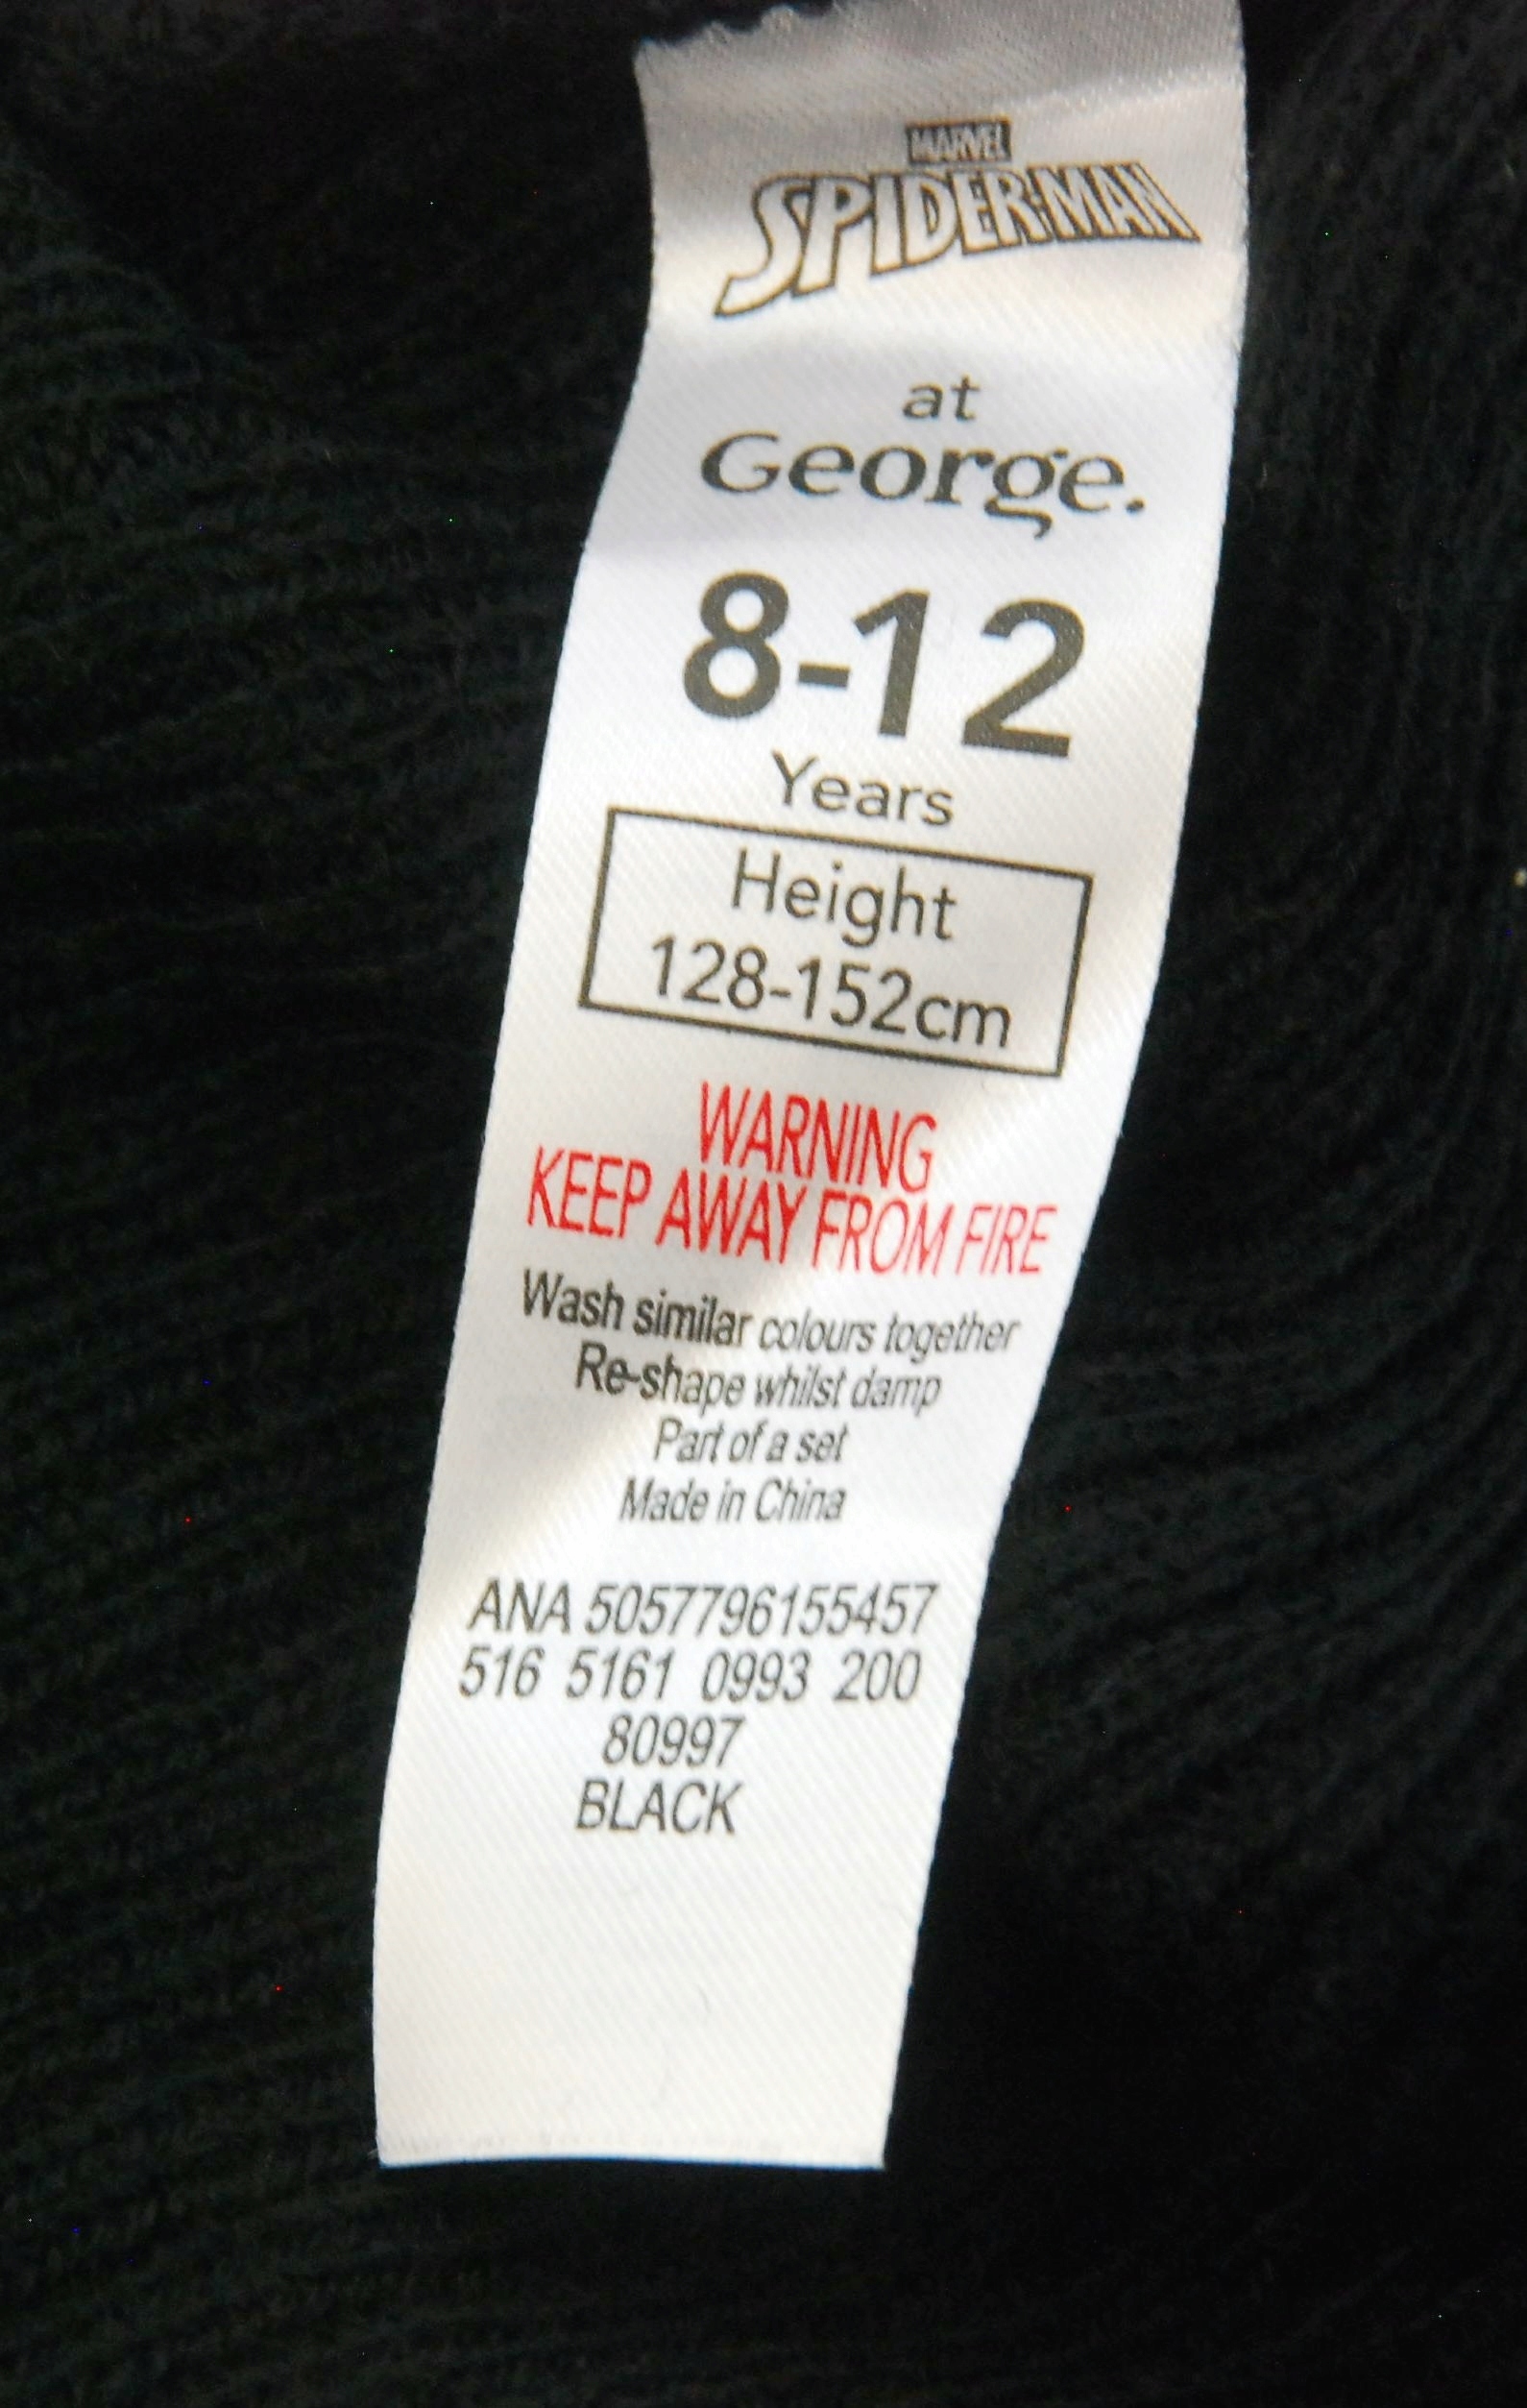 MARVEL
SPIDER-MAN
at
George.
8-12
Years
Height
128-152cm
WARNING
KEEP AWAY FROM FIRE
Wash similar colours together
Re-shape whilst damp
Part of a set
Made in China
ANA 5057796155457
516 5161 0993 200
80997
BLACK